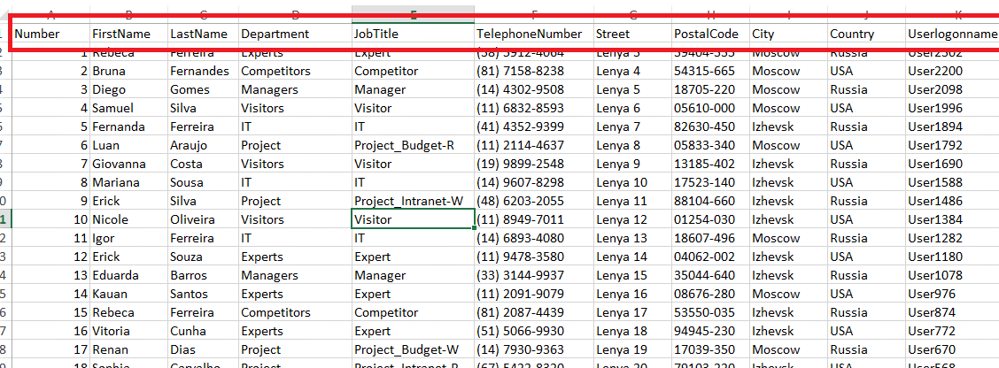 A B C D E F G H I J K
Number FirstName LastName Department JobTitle TelephoneNumber Street PostalCode City Country Userlogonname
1 Rebeca Ferreira Experts Expert (38) 5912-4004 Lenya 3 39404-333 Moscow Russia User2302
2 Bruna Fernandes Competitors Competitor (81) 7158-8238 Lenya 4 54315-665 Moscow USA User2200
3 Diego Gomes Managers Manager (14) 4302-9508 Lenya 5 18705-220 Moscow Russia User2098
4 Samuel Silva Visitors Visitor (11) 6832-8593 Lenya 6 05610-000 Moscow USA User1996
5 Fernanda Ferreira IT IT (41) 4352-9399 Lenya 7 82630-450 Izhevsk Russia User1894
6 Luan Araujo Project Project_Budget-R (11) 2114-4637 Lenya 8 05833-340 Moscow USA User1792
7 Giovanna Costa Visitors Visitor (19) 9899-2548 Lenya 9 13185-402 Izhevsk Russia User1690
8 Mariana Sousa IT IT (14) 9607-8298 Lenya 10 17523-140 Izhevsk USA User1588
9 Erick Silva Project Project_Intranet-W (48) 6203-2055 Lenya 11 88104-660 Izhevsk Russia User1486
10 Nicole Oliveira Visitors Visitor (11) 8949-7011 Lenya 12 01254-030 Izhevsk USA User1384
11 Igor Ferreira IT IT (14) 6893-4080 Lenya 13 18607-496 Moscow Russia User1282
12 Erick Souza Experts Expert (11) 9478-3580 Lenya 14 04062-002 Izhevsk USA User1180
13 Eduarda Barros Managers Manager (33) 3144-9937 Lenya 15 35044-640 Izhevsk Russia User1078
14 Kauan Santos Experts Expert (11) 2091-9079 Lenya 16 08676-280 Moscow USA User976
15 Rebeca Ferreira Competitors Competitor (81) 2087-4439 Lenya 17 53550-035 Izhevsk Russia User874
16 Vitoria Cunha Experts Expert (51) 5066-9930 Lenya 18 94945-230 Izhevsk USA User772
17 Renan Dias Project Project_Budget-W (14) 7930-9363 Lenya 19 17039-350 Moscow Russia User670
18 Sophia Carvalho Project Project_Intranet-R (67) 5422-8320 Lenya 20 79103-220 Izhevsk USA User568